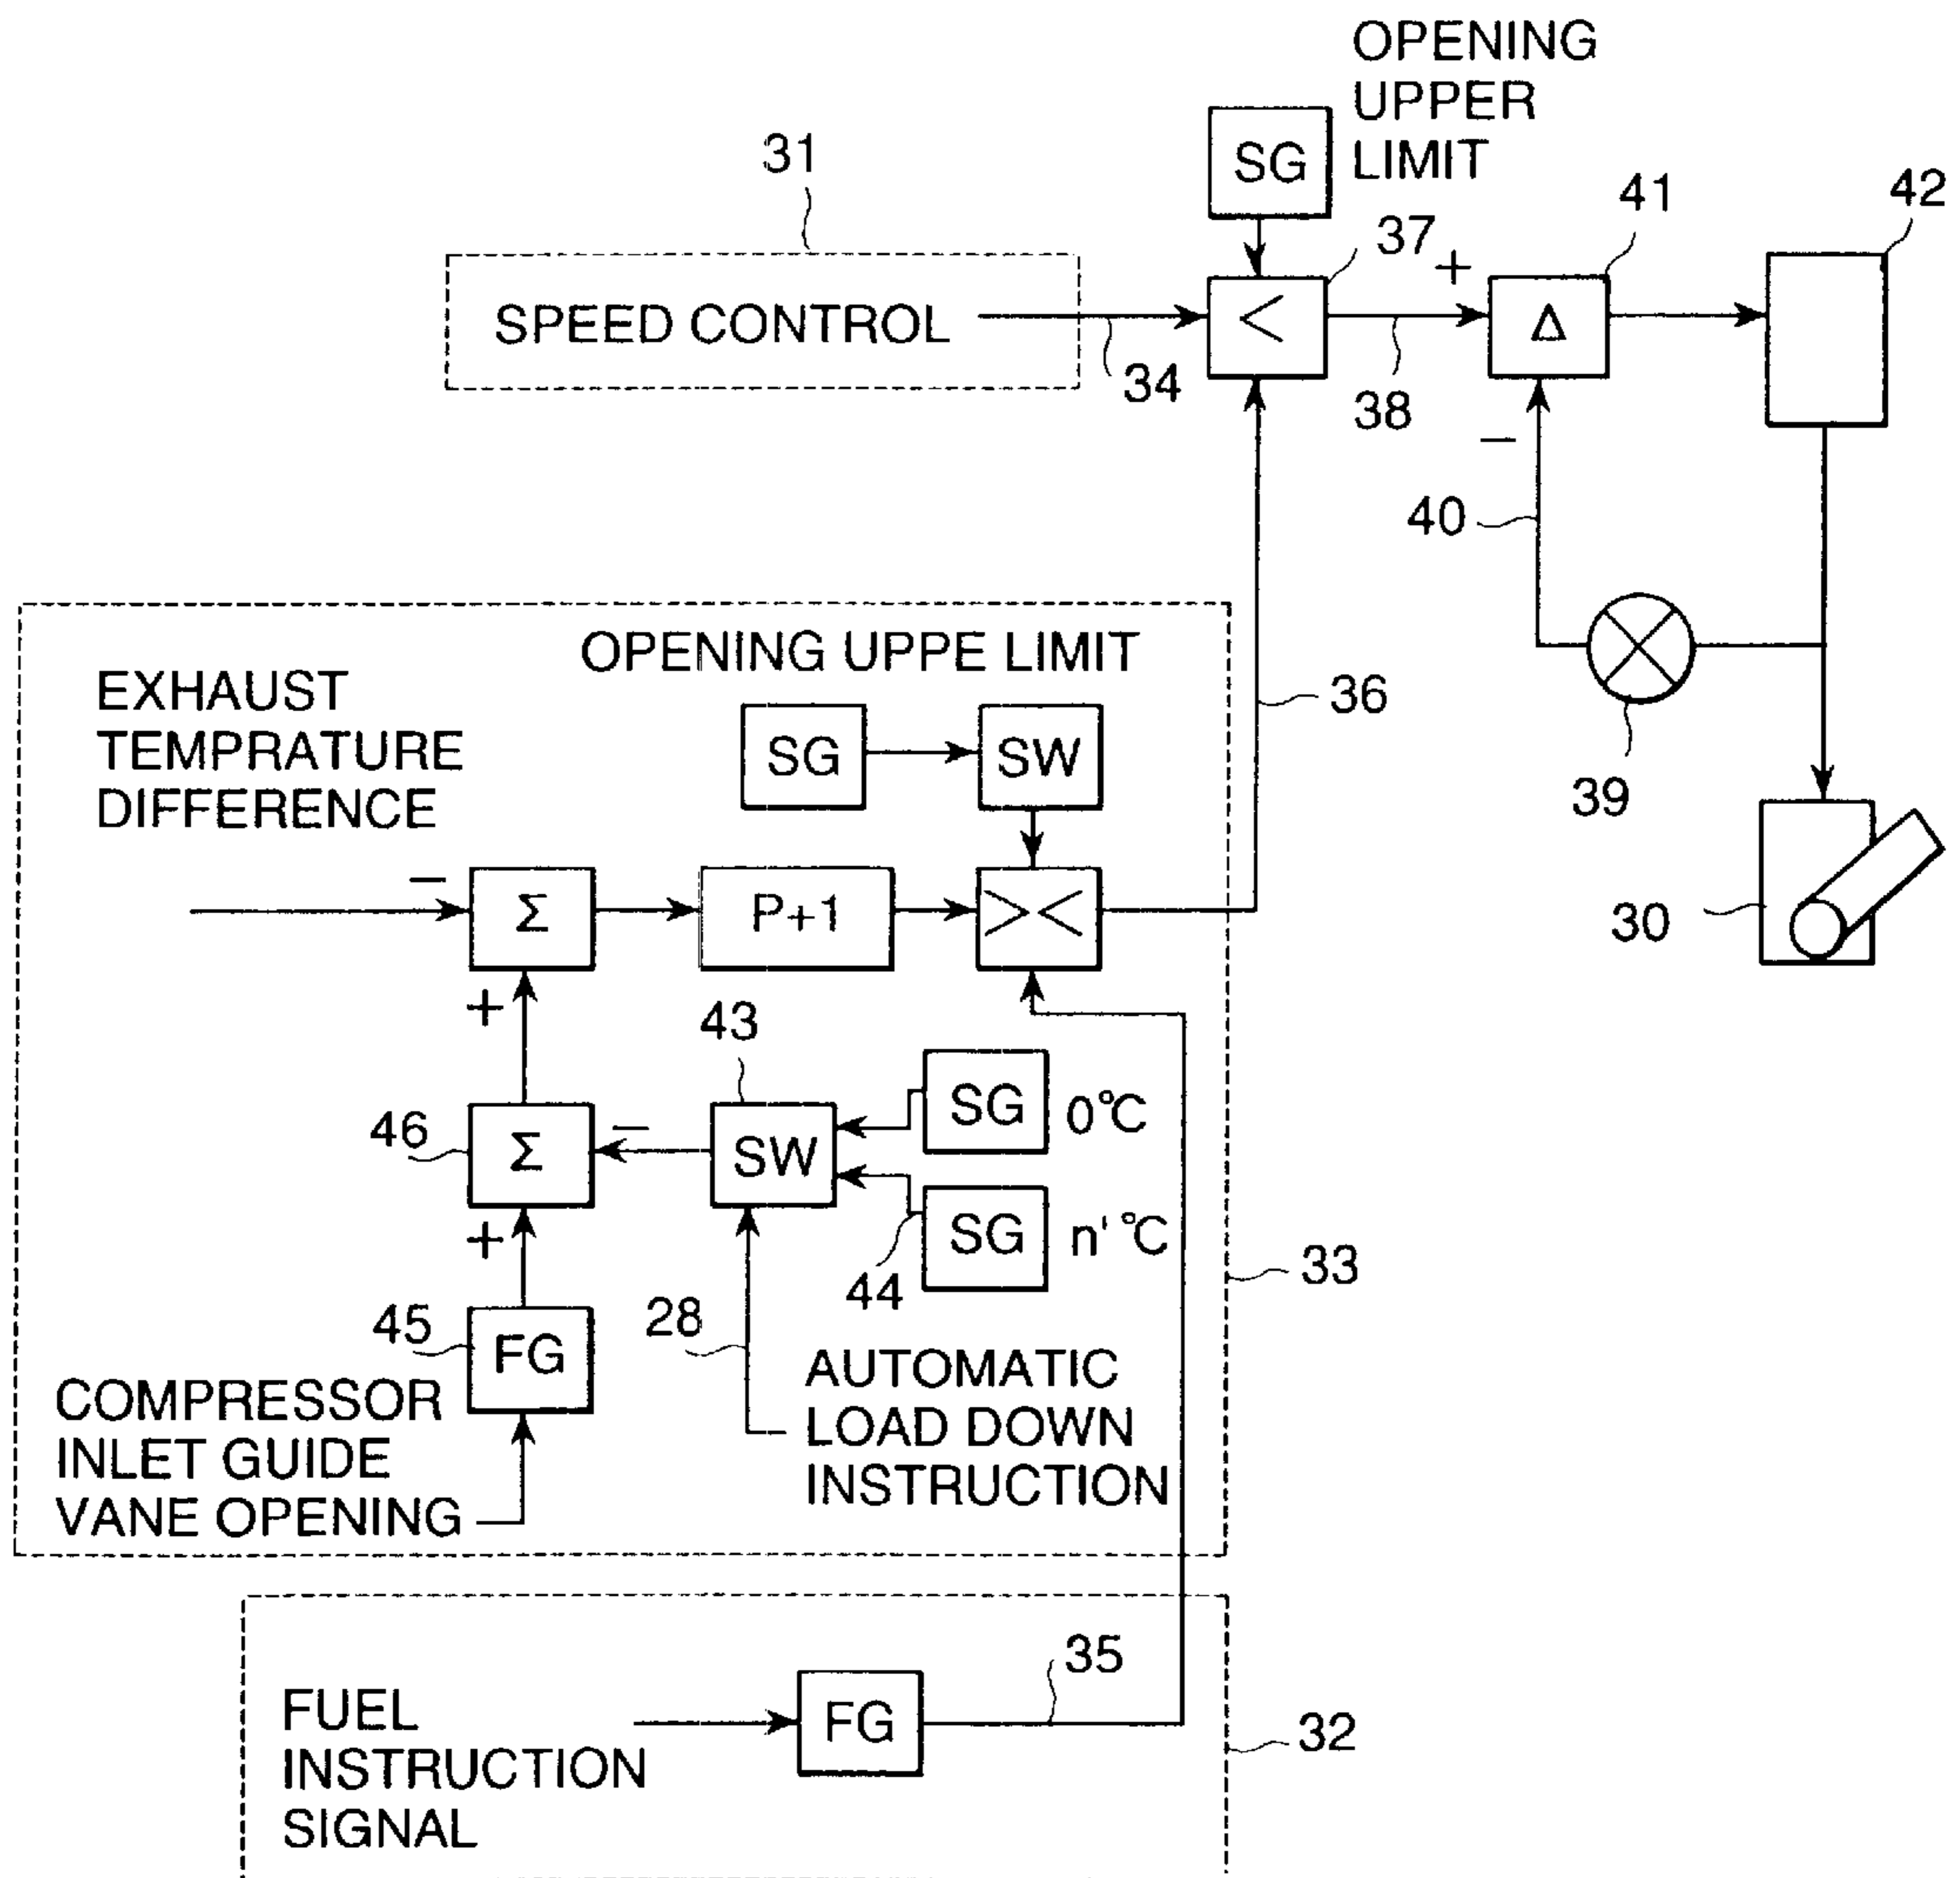 OPENING
UPPER
LIMIT
SG
31
37
+
41
42
SPEED CONTROL
<
Δ
34
38
−
40
39
36
30
OPENING UPPE LIMIT
EXHAUST
TEMPRATURE
DIFFERENCE
SG
SW
−
Σ
P+1
><
+
43
SG
0°C
46
Σ
−
SW
SG
n' °C
44
+
45
FG
28
33
AUTOMATIC
LOAD DOWN
INSTRUCTION
COMPRESSOR
INLET GUIDE
VANE OPENING
35
FUEL
INSTRUCTION
SIGNAL
FG
32